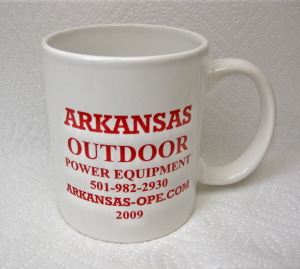 ARKANSAS
OUTDOOR
POWER EQUIPMENT
501-982-2930
ARKANSAS-OPE.COM
2009